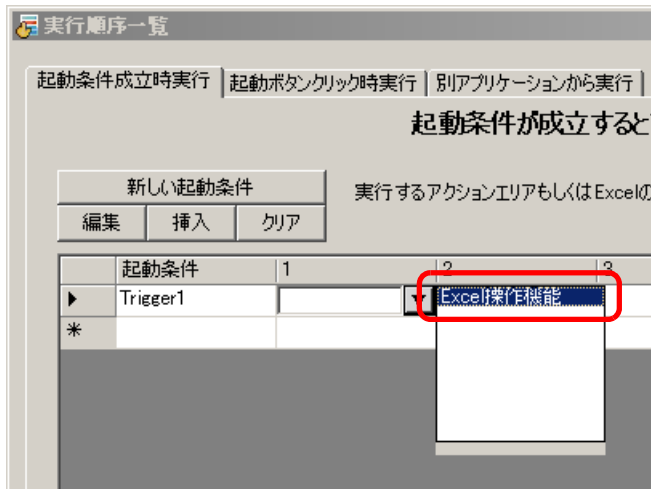 実行順序一覧
起動条件成立時実行 起動ボタンクリック時実行 別アプリケーションから実行
起動条件が成立すると
新しい起動条件 実行するアクションエリアもしくはExcelの
編集 挿入 クリア
起動条件 1 2 3
Trigger1 Excel操作機能